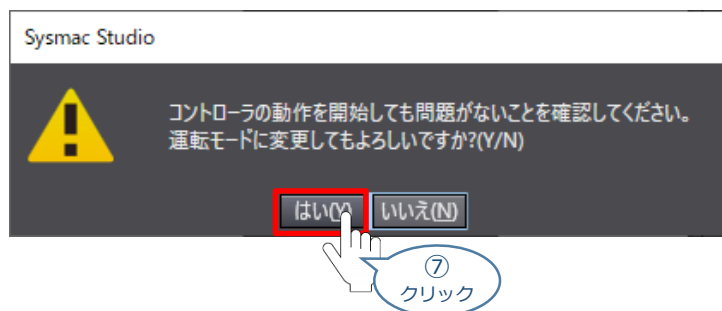 Sysmac Studio
コントローラの動作を開始しても問題がないことを確認してください。
運転モードに変更してもよろしいですか?(Y/N)
はい(Y) いいえ(N)
⑦
クリック